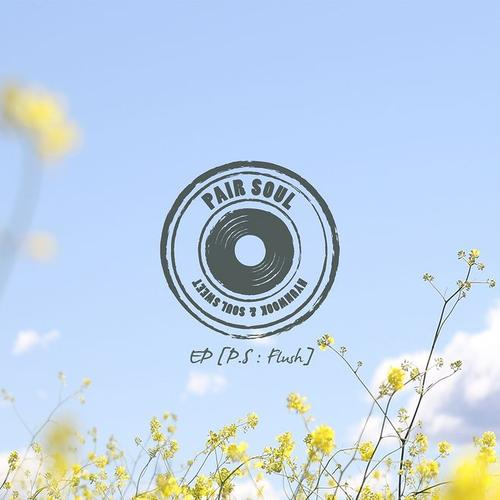 PAIR SOUL
HYUNWOOK & SOUL SWEET
EP [P.S : Flush]